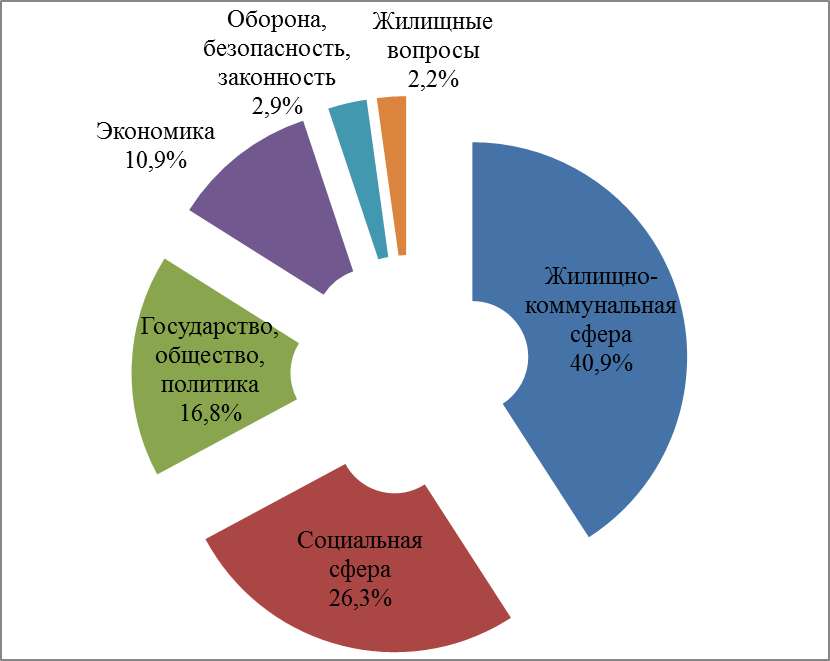 Оборона,
безопасность,
законность
2,9%
Жилищные
вопросы
2,2%
Экономика
10,9%
Жилищно-
коммунальная
сфера
40,9%
Государство,
общество,
политика
16,8%
Социальная
сфера
26,3%